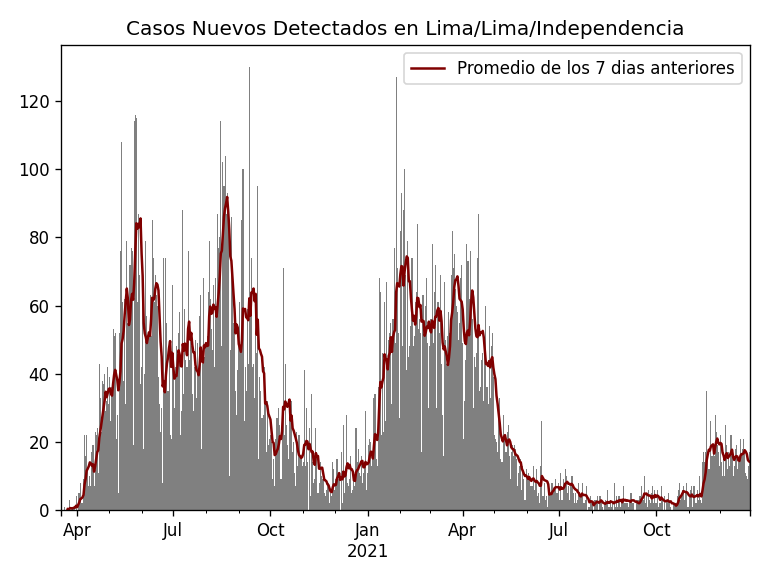 Casos Nuevos Detectados en Lima/Lima/Independencia
Promedio de los 7 dias anteriores
120
100
80
60
40
20
0
Apr Jul Oct Jan Apr Jul Oct
2021